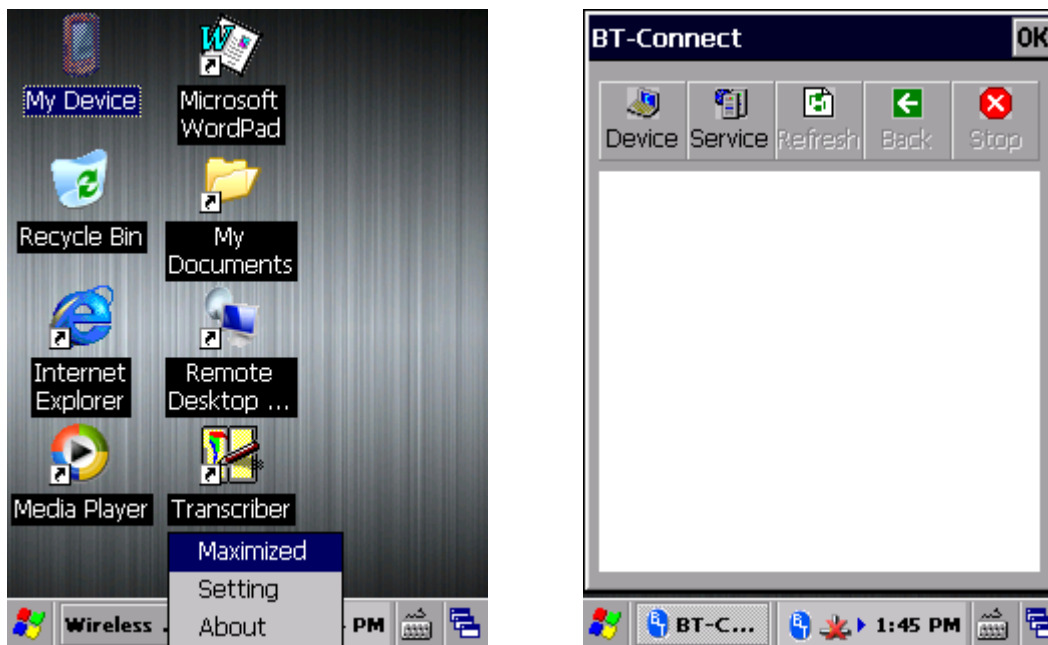 My Device
Microsoft
WordPad
Recycle Bin
My
Documents
Internet
Explorer
Remote
Desktop ...
Media Player
Transcriber
Maximized
Setting
About
Wireless .
PM
BT-Connect
OK
Device
Service
Refresh
Back
Stop
BT-C...
1:45 PM